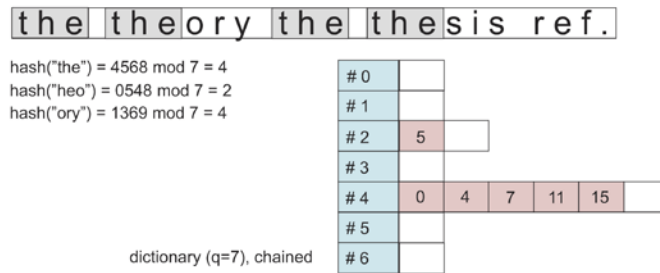 the theory the thesis ref.
hash("the") = 4568 mod 7 = 4
hash("heo") = 0548 mod 7 = 2
hash("ory") = 1369 mod 7 = 4
# 0
# 1
# 2 5
# 3
# 4 0 4 7 11 15
# 5
# 6
dictionary (q=7), chained